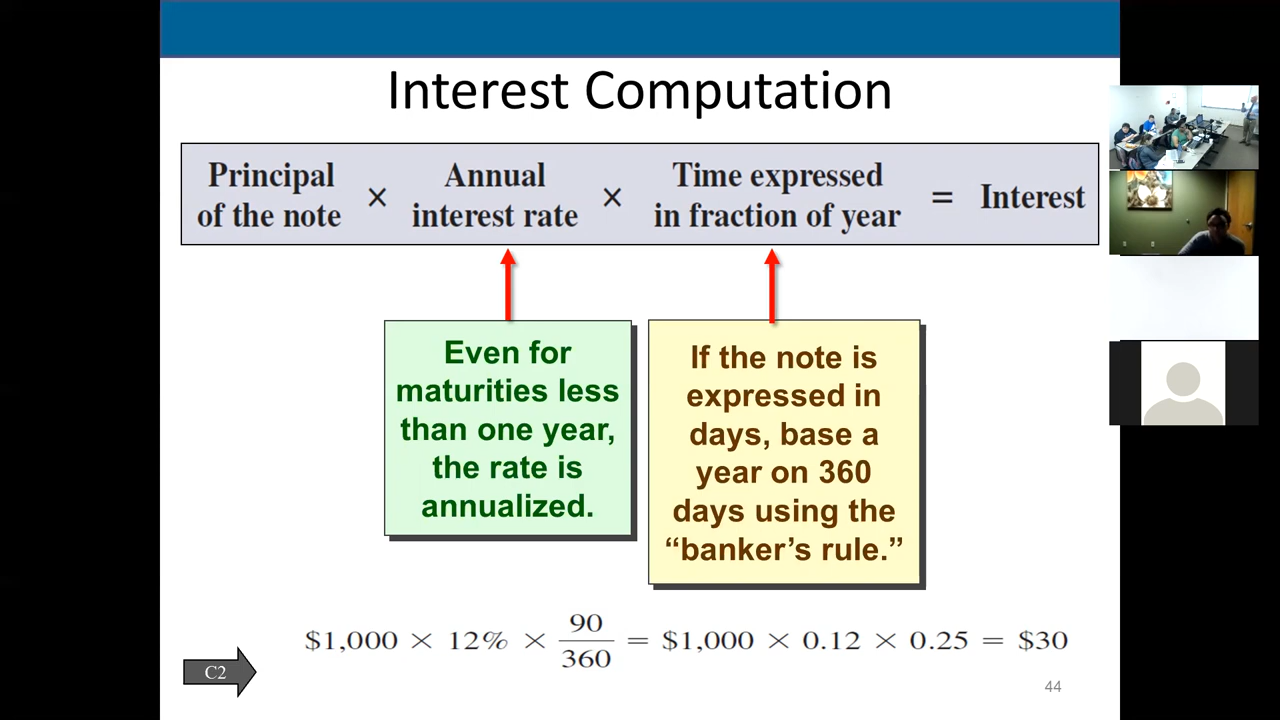 Interest Computation
Principal of the note × Annual interest rate × Time expressed in fraction of year = Interest
Even for
maturities less
than one year,
the rate is
annualized.
If the note is
expressed in
days, base a
year on 360
days using the
“banker’s rule.”
$1,000 × 12% × 90/360 = $1,000 × 0.12 × 0.25 = $30
C2
44